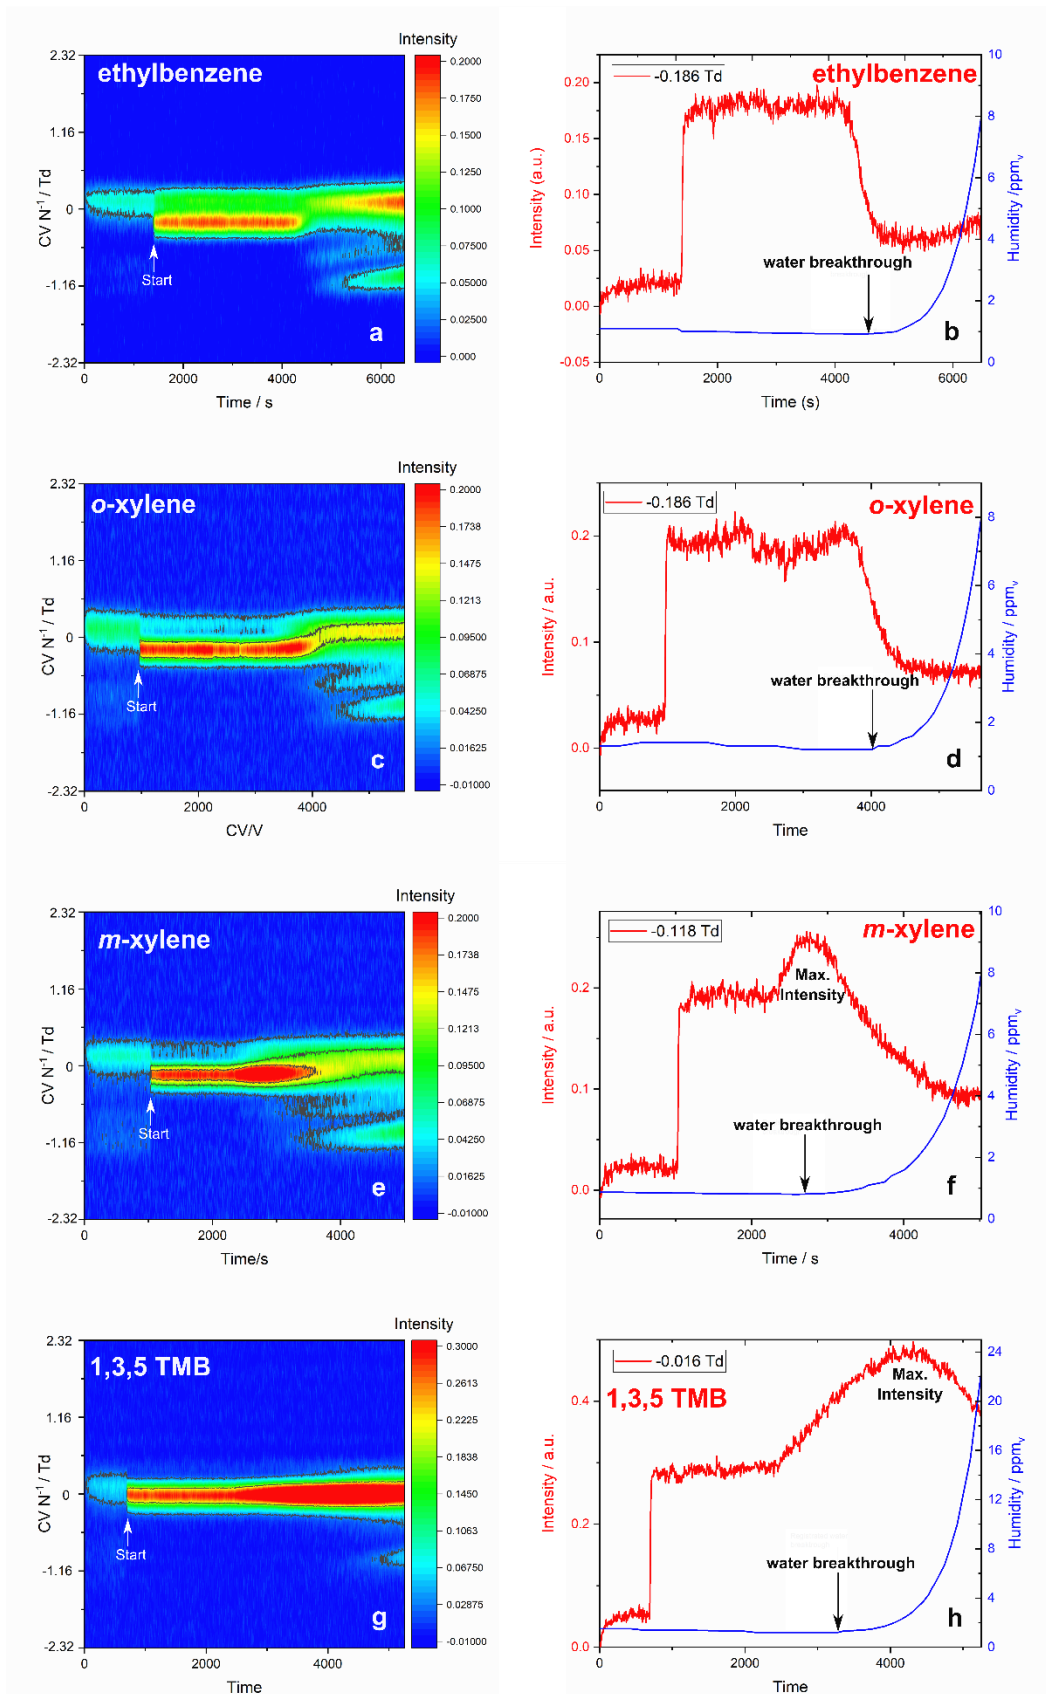 Intensity
ethylbenzene
2.32
1.16
0
-1.16
-2.32
CV N⁻¹ / Td
Start
a
0 2000 4000 6000
Time / s
0.2000
0.1750
0.1500
0.1250
0.1000
0.07500
0.05000
0.02500
0.000
-0.186 Td
ethylbenzene
0.20
0.15
0.10
0.05
0.00
-0.05
Intensity (a.u.)
water breakthrough
b
0 2000 4000 6000
Time (s)
10
8
6
4
2
0
Humidity /ppmᵥ
Intensity
o-xylene
2.32
1.16
0
-1.16
-2.32
CV N⁻¹ / Td
Start
c
0 2000 4000
CV/V
0.2000
0.1738
0.1475
0.1213
0.09500
0.06875
0.04250
0.01625
-0.01000
-0.186 Td
o-xylene
0.2
0.1
0.0
Intensity / a.u.
water breakthrough
d
0 2000 4000
Time
8
6
4
2
0
Humidity / ppmᵥ
Intensity
m-xylene
2.32
1.16
0
-1.16
-2.32
CV N⁻¹ / Td
Start
e
0 2000 4000
Time/s
0.2000
0.1738
0.1475
0.1213
0.09500
0.06875
0.04250
0.01625
-0.01000
-0.118 Td
m-xylene
Max.
Intensity
0.2
0.1
0.0
Intensity / a.u.
water breakthrough
f
0 2000 4000
Time / s
10
8
6
4
2
0
Humidity / ppmᵥ
Intensity
1,3,5 TMB
2.32
1.16
0
-1.16
-2.32
CV N⁻¹ / Td
Start
g
0 2000 4000
Time
0.3000
0.2613
0.2225
0.1838
0.1450
0.1063
0.06750
0.02875
-0.01000
-0.016 Td
1,3,5 TMB
Max.
Intensity
0.4
0.2
0.0
Intensity / a.u.
water breakthrough
h
0 2000 4000
Time
24
20
16
12
8
4
0
Humidity / ppmᵥ